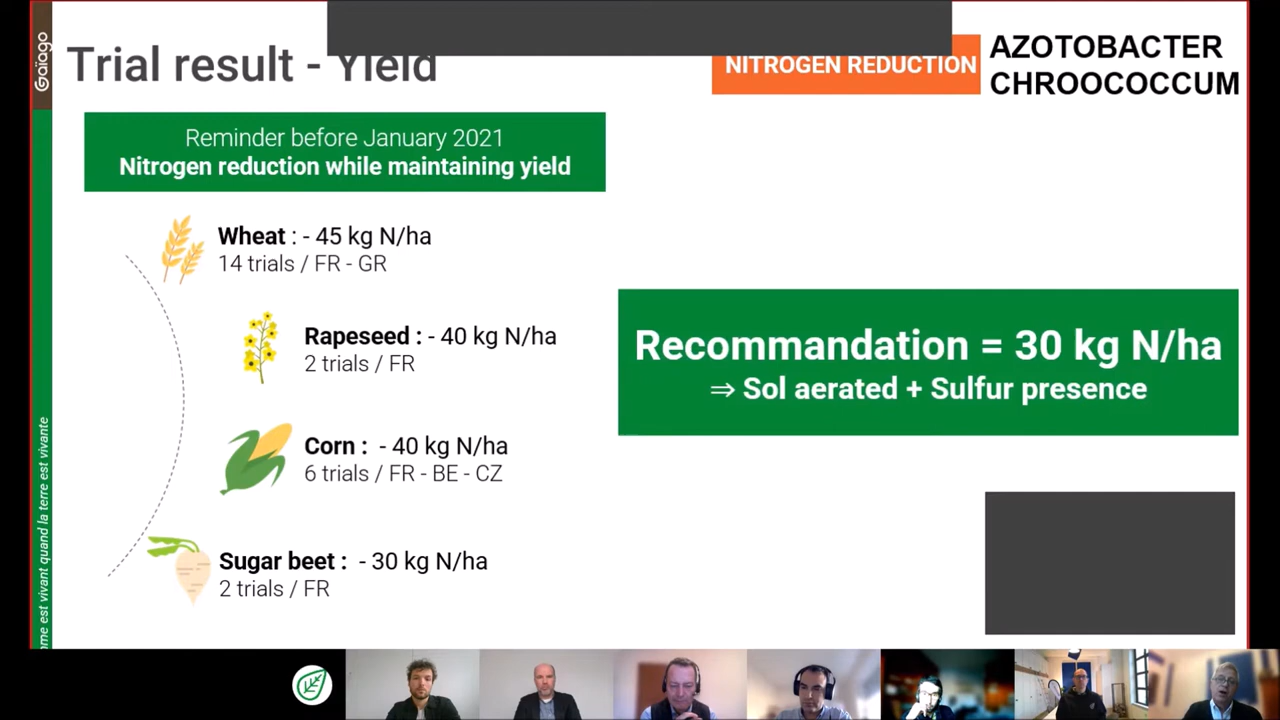 Gaïago
Trial result - Yield
NITROGEN REDUCTION
AZOTOBACTER
CHROOCOCCUM
Reminder before January 2021
Nitrogen reduction while maintaining yield
Wheat : - 45 kg N/ha
14 trials / FR - GR
Rapeseed : - 40 kg N/ha
2 trials / FR
Corn : - 40 kg N/ha
6 trials / FR - BE - CZ
Sugar beet : - 30 kg N/ha
2 trials / FR
Recommandation = 30 kg N/ha
⇒ Sol aerated + Sulfur presence
est vivant quand la terre est vivante